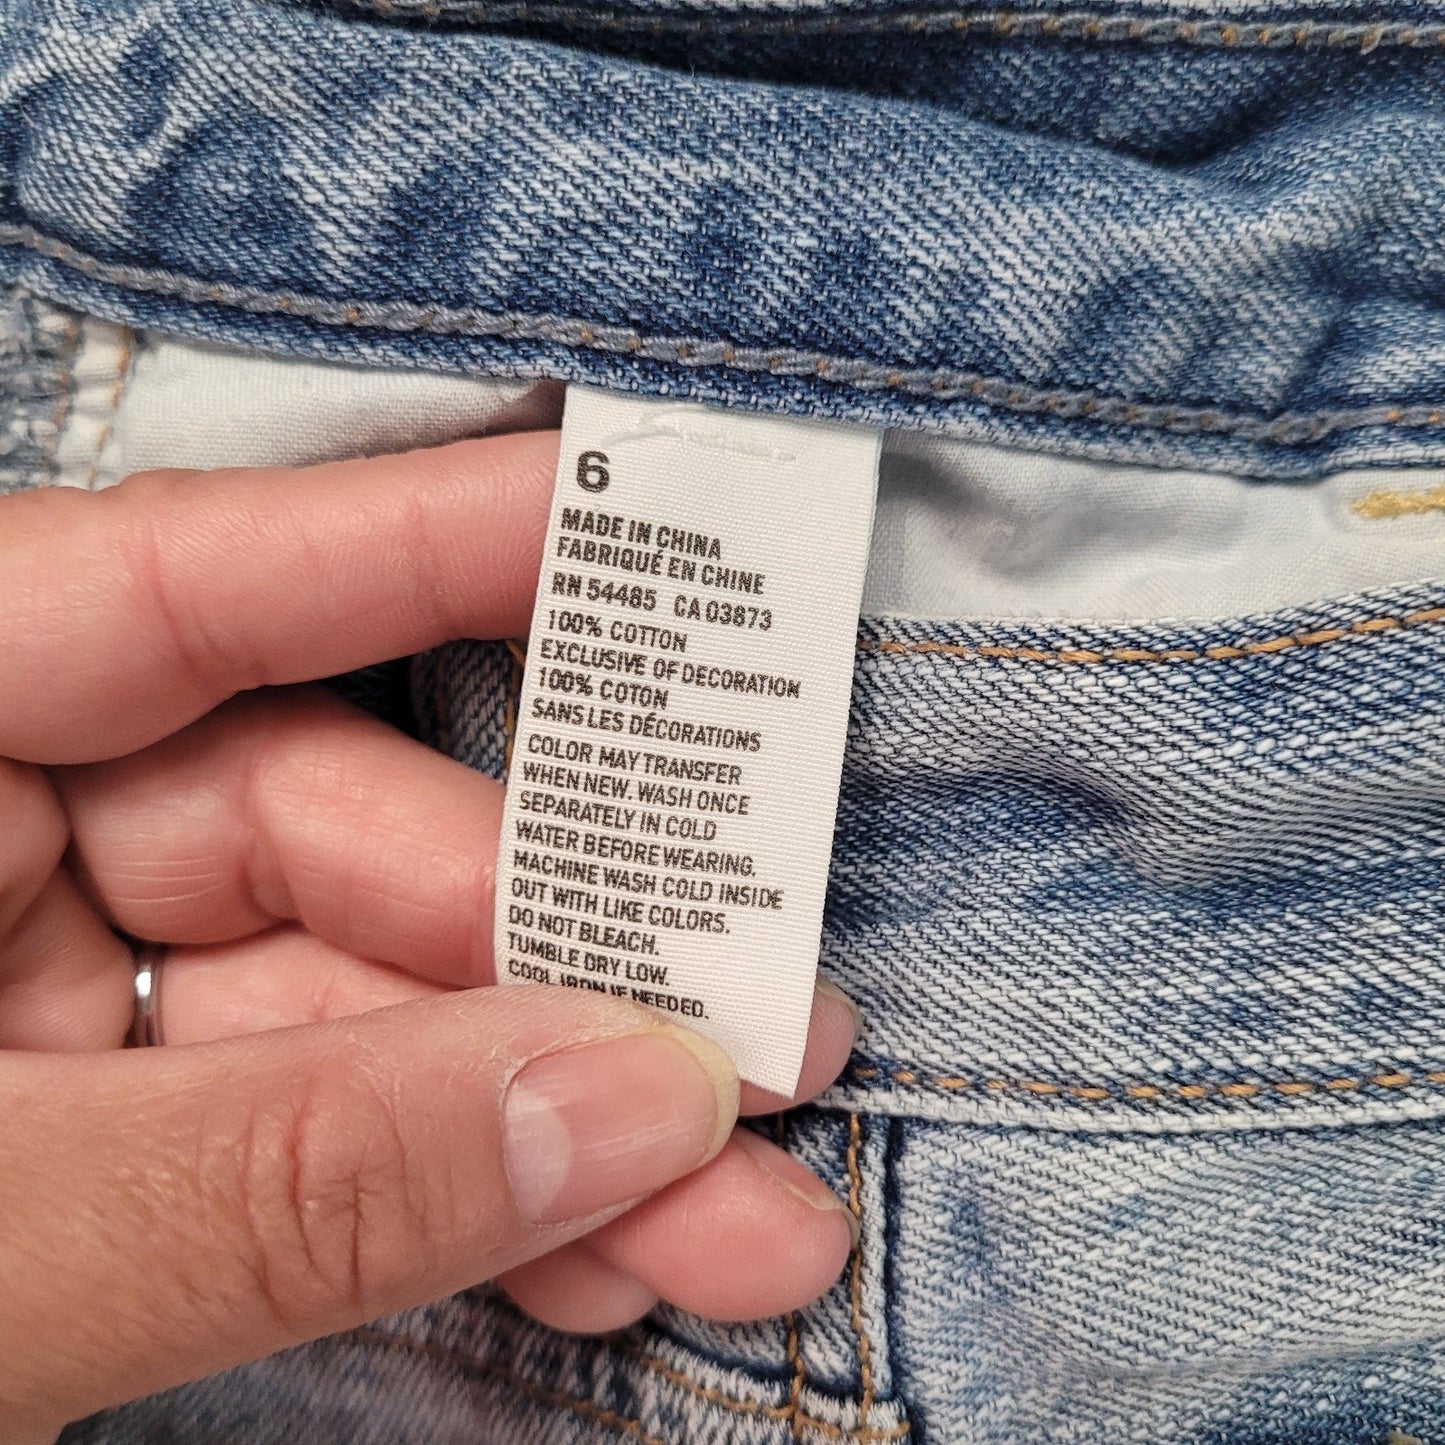 6
MADE IN CHINA
FABRIQUÉ EN CHINE
RN 54485 CA 03873
100% COTTON
EXCLUSIVE OF DECORATION
100% COTON
SANS LES DÉCORATIONS
COLOR MAY TRANSFER
WHEN NEW. WASH ONCE
SEPARATELY IN COLD
WATER BEFORE WEARING.
MACHINE WASH COLD INSIDE
OUT WITH LIKE COLORS.
DO NOT BLEACH.
TUMBLE DRY LOW.
COOL IRON IF NEEDED.